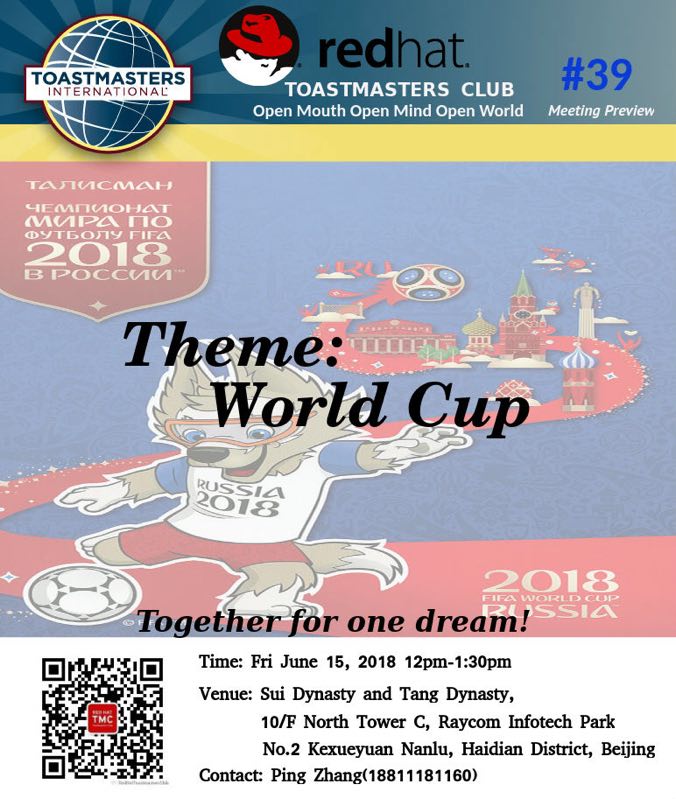 TOASTMASTERS
INTERNATIONAL
redhat.
TOASTMASTERS CLUB
Open Mouth Open Mind Open World
#39
Meeting Preview
ТАЛИСМАН
ЧЕМПИОНАТ
МИРА ПО
ФУТБОЛУ FIFA
2018
В РОССИИ™
Theme:
World Cup
RUSSIA
2018
2018
FIFA WORLD CUP
RUSSIA
Together for one dream!
RED HAT
TMC
Time: Fri June 15, 2018 12pm-1:30pm
Venue: Sui Dynasty and Tang Dynasty,
10/F North Tower C, Raycom Infotech Park
No.2 Kexueyuan Nanlu, Haidian District, Beijing
Contact: Ping Zhang(18811181160)